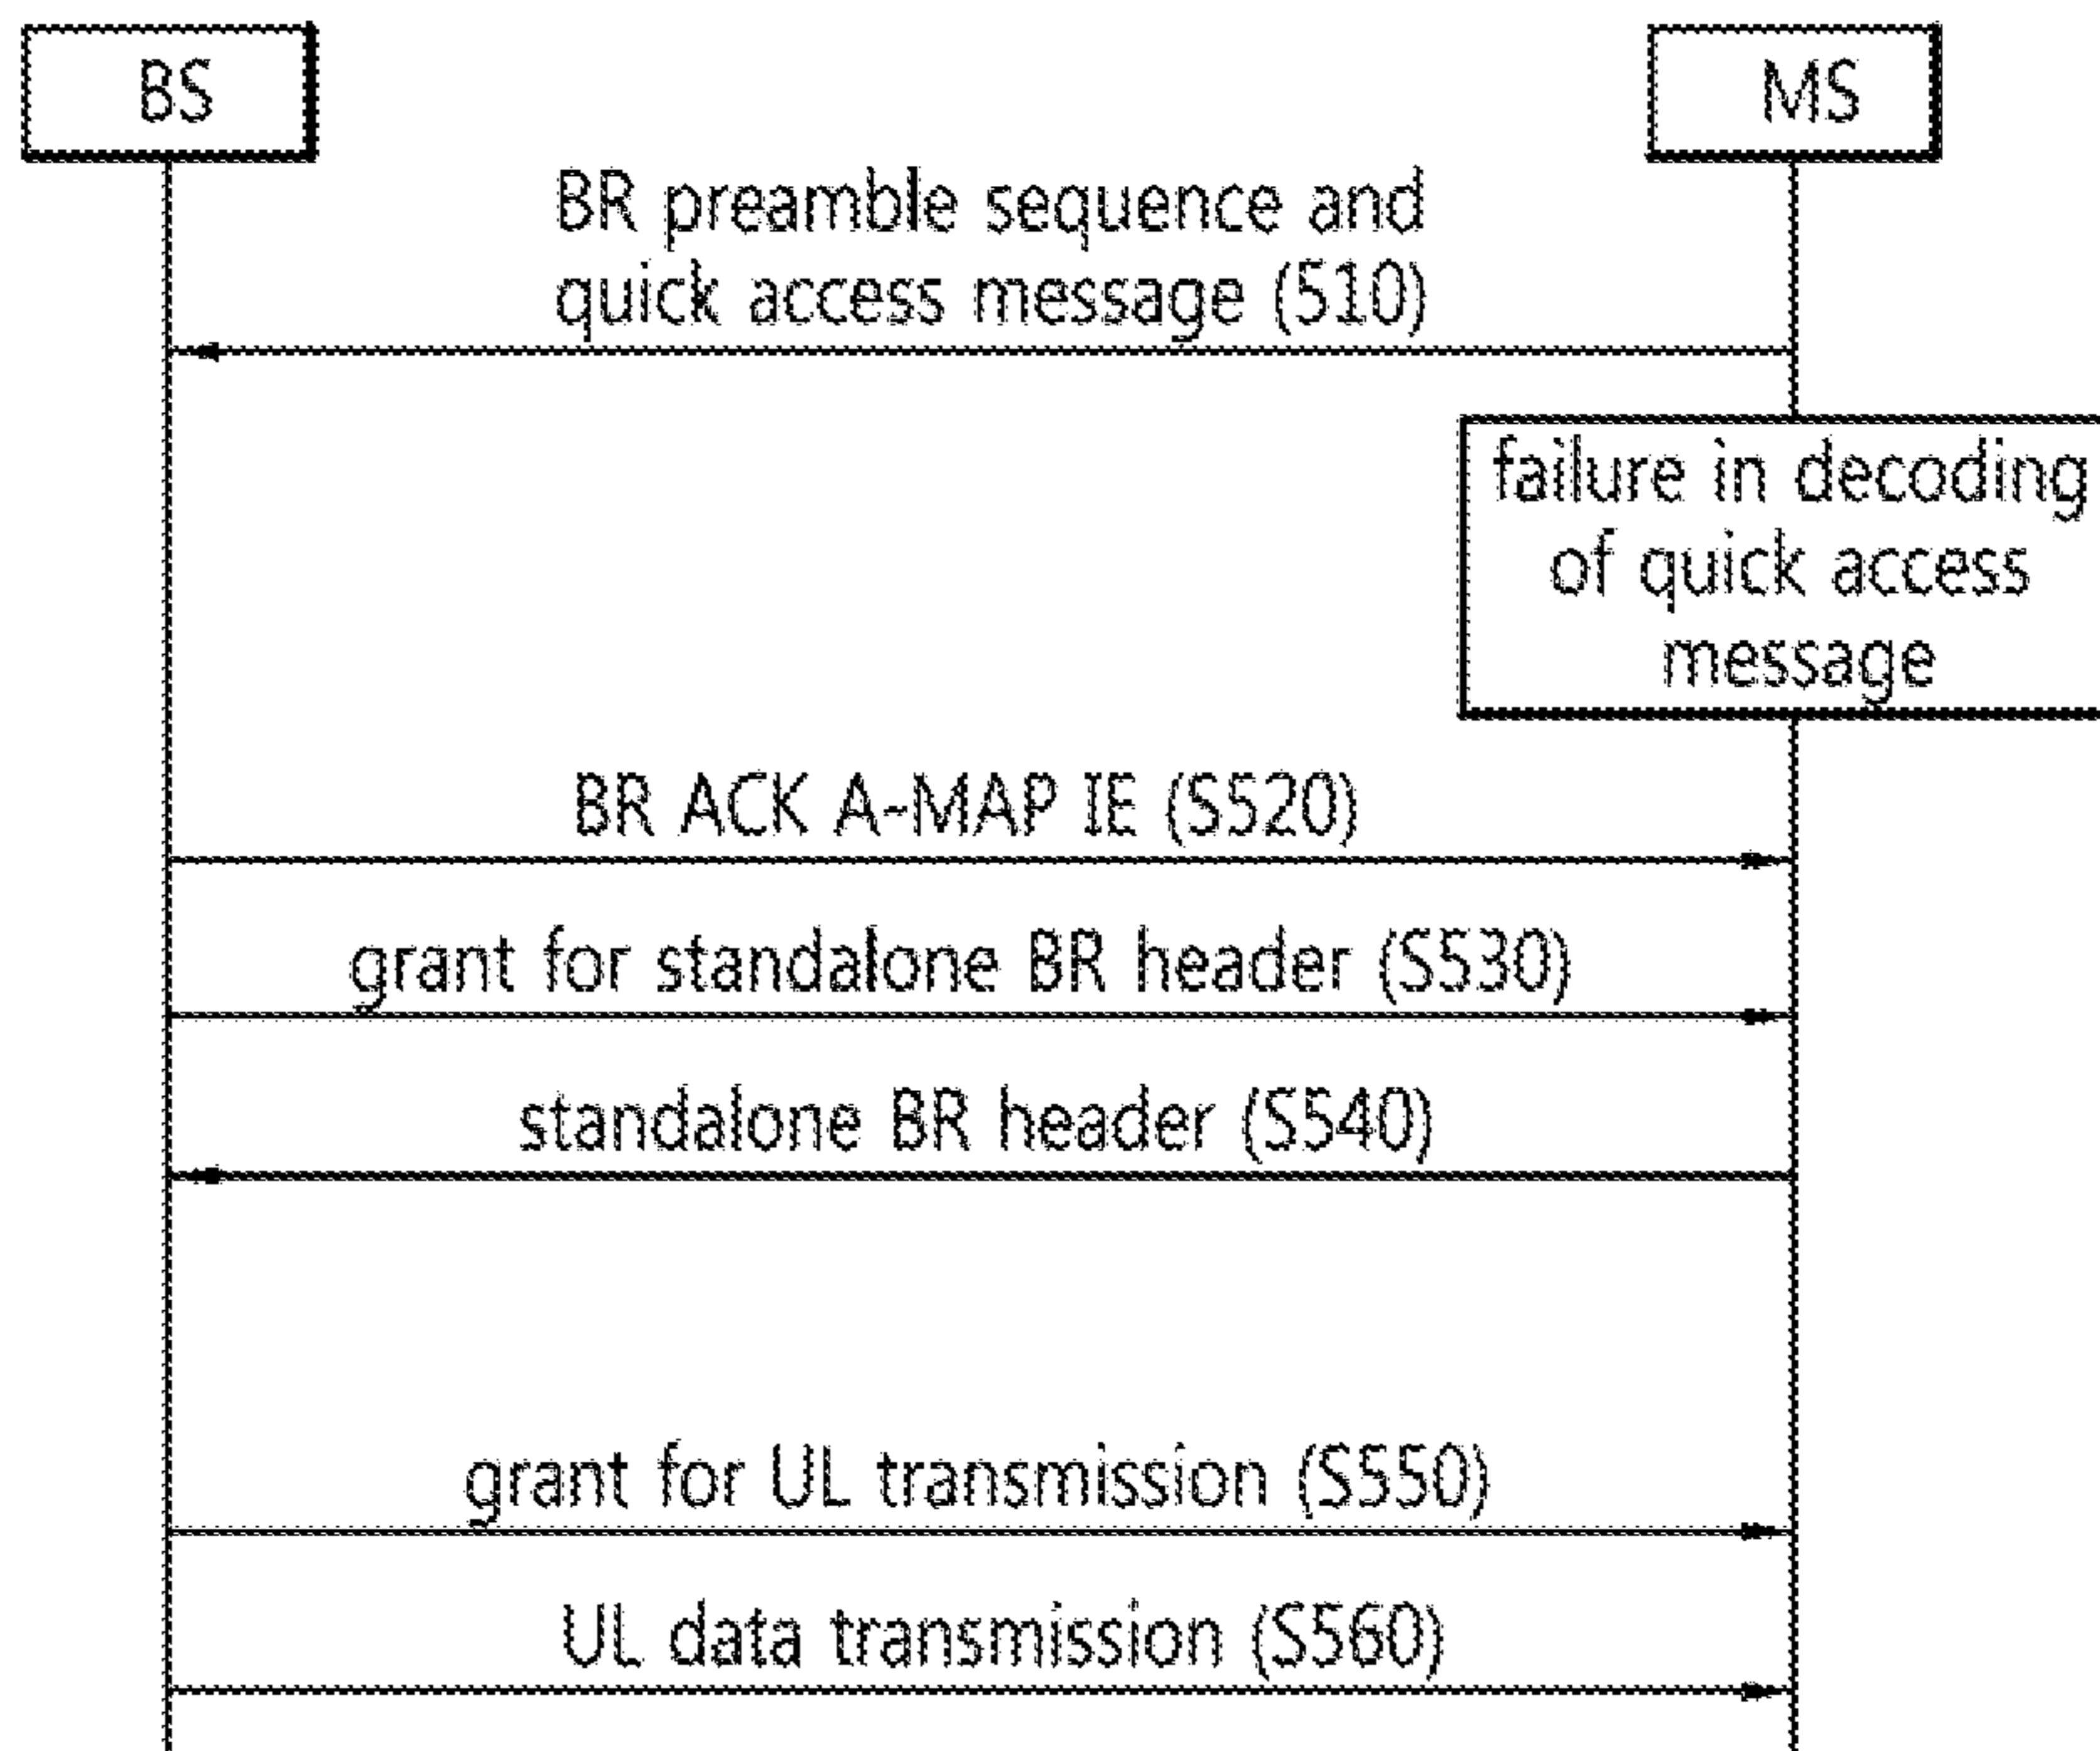 BS
MS
BR preamble sequence and
quick access message (510)
failure in decoding
of quick access
message
BR ACK A-MAP IE (S520)
grant for standalone BR header (S530)
standalone BR header (S540)
grant for UL transmission (S550)
UL data transmission (S560)